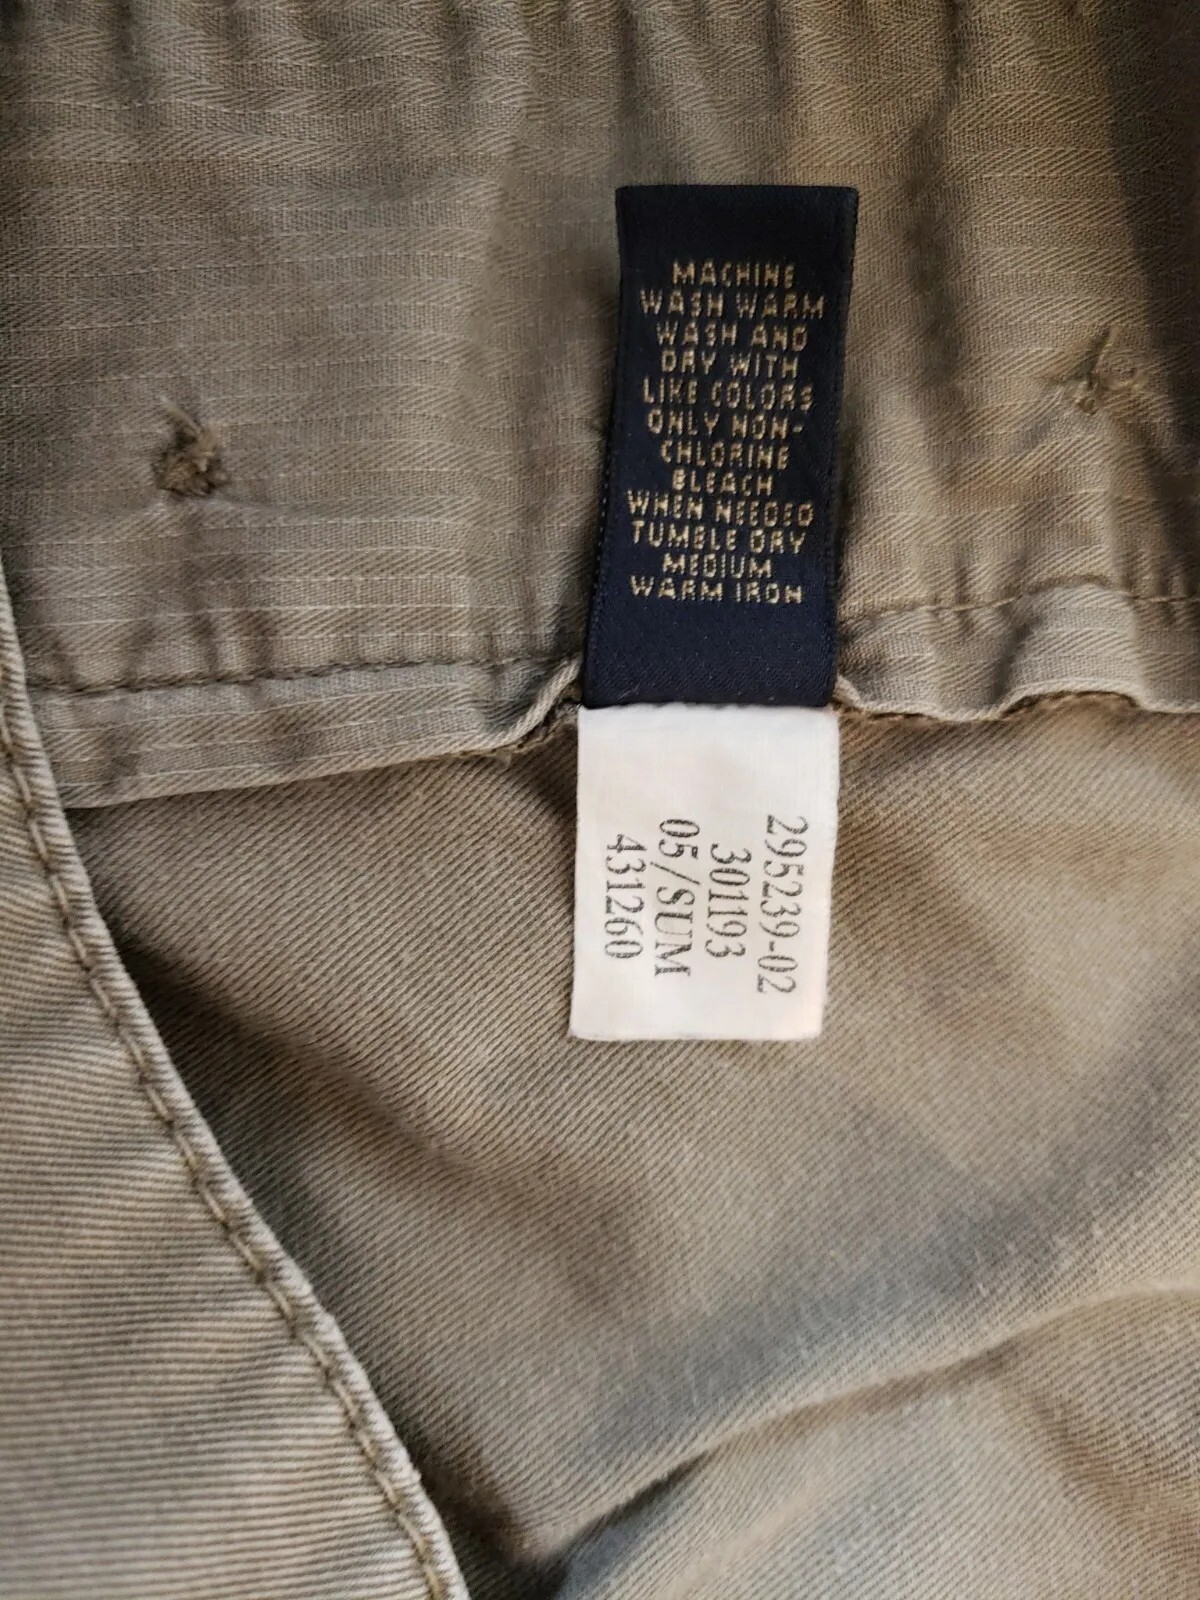 MACHINE
WASH WARM
WASH AND
DRY WITH
LIKE COLORS
ONLY NON-
CHLORINE
BLEACH
WHEN NEEDED
TUMBLE DRY
MEDIUM
WARM IRON
295239-02
301193
05/SUM
431260